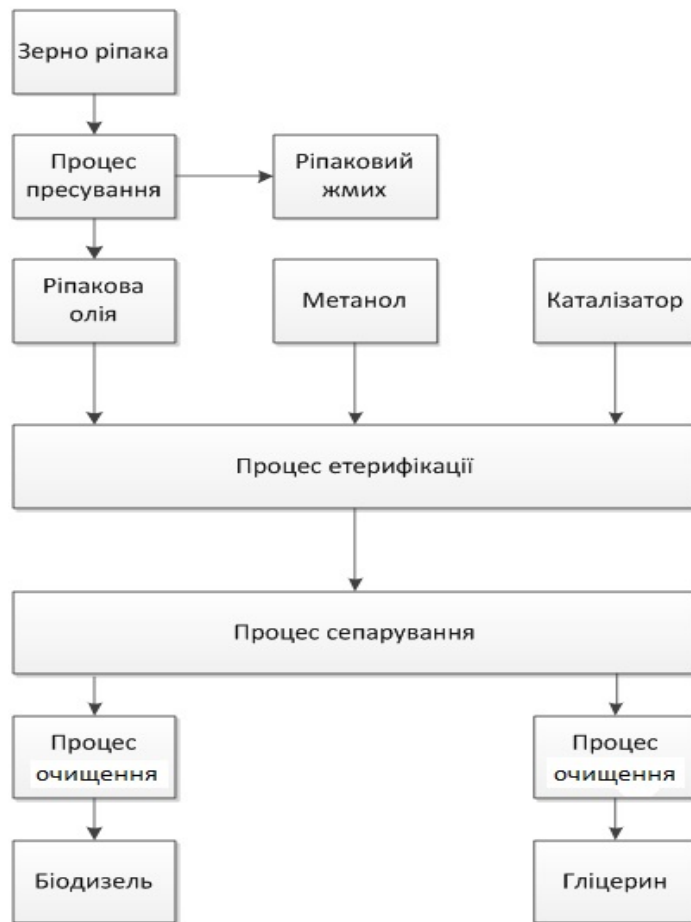 Зерно ріпака
Процес
пресування
Ріпаковий
жмих
Ріпакова
олія
Метанол
Каталізатор
Процес етерифікації
Процес сепарування
Процес
очищення
Процес
очищення
Біодизель
Гліцерин